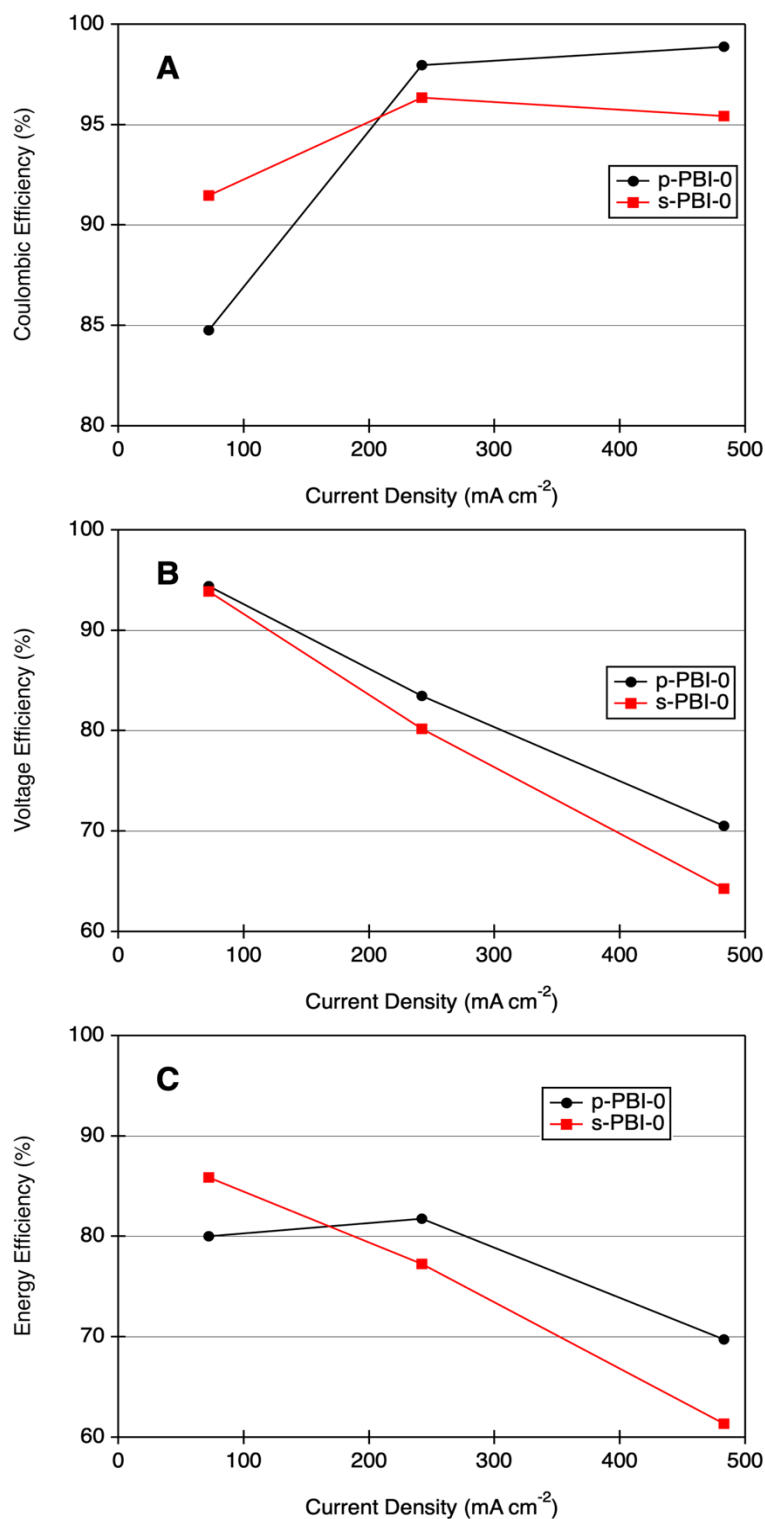 100
A
95
p-PBI-0
s-PBI-0
90
85
80
0 100 200 300 400 500
Coulombic Efficiency (%)
Current Density (mA cm⁻²)
100
B
90
p-PBI-0
s-PBI-0
80
70
60
0 100 200 300 400 500
Voltage Efficiency (%)
Current Density (mA cm⁻²)
100
C
p-PBI-0
s-PBI-0
90
80
70
60
0 100 200 300 400 500
Energy Efficiency (%)
Current Density (mA cm⁻²)